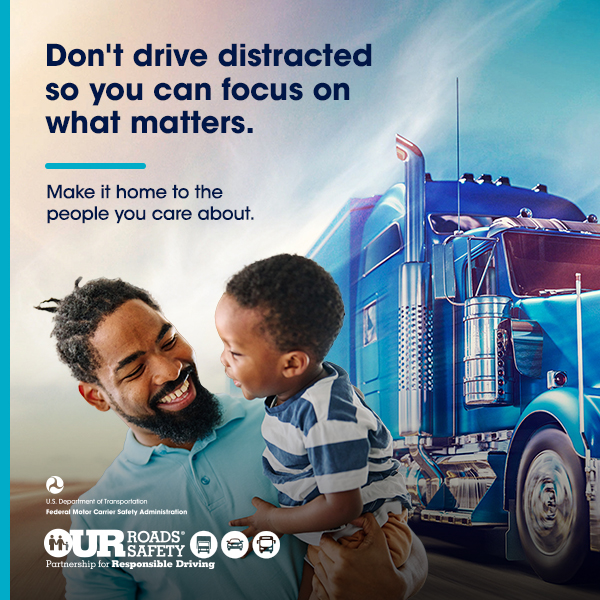 Don't drive distracted
so you can focus on
what matters.
Make it home to the
people you care about.
U.S. Department of Transportation
Federal Motor Carrier Safety Administration
OUR ROADS®
SAFETY
Partnership for Responsible Driving